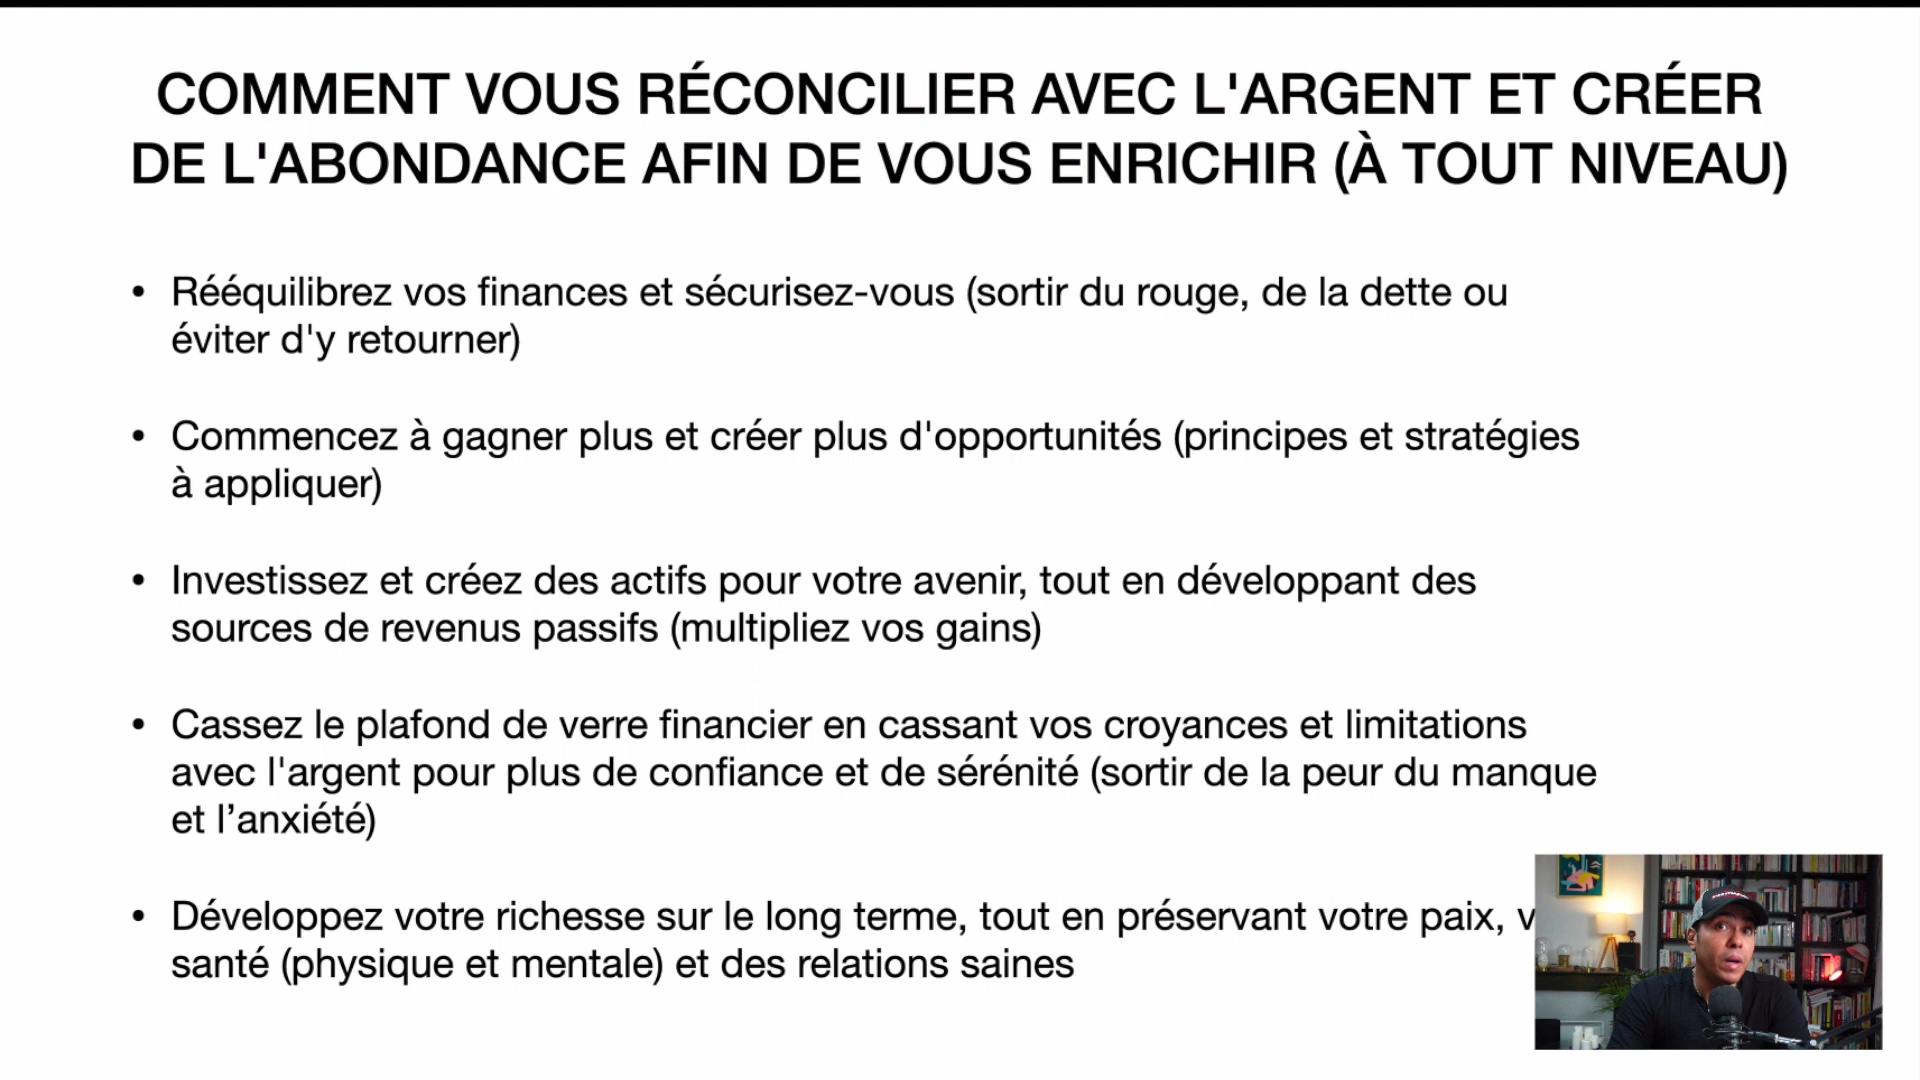 COMMENT VOUS RÉCONCILIER AVEC L'ARGENT ET CRÉER
DE L'ABONDANCE AFIN DE VOUS ENRICHIR (À TOUT NIVEAU)
• Rééquilibrez vos finances et sécurisez-vous (sortir du rouge, de la dette ou
éviter d'y retourner)
• Commencez à gagner plus et créer plus d'opportunités (principes et stratégies
à appliquer)
• Investissez et créez des actifs pour votre avenir, tout en développant des
sources de revenus passifs (multipliez vos gains)
• Cassez le plafond de verre financier en cassant vos croyances et limitations
avec l'argent pour plus de confiance et de sérénité (sortir de la peur du manque
et l’anxiété)
• Développez votre richesse sur le long terme, tout en préservant votre paix,
santé (physique et mentale) et des relations saines